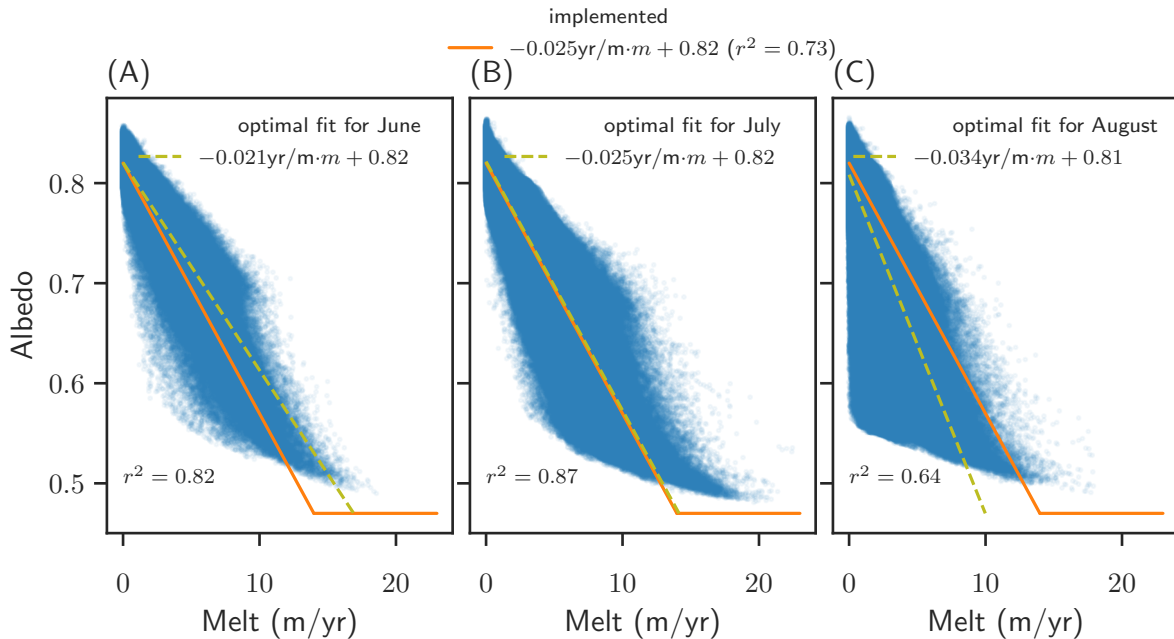 implemented
−0.025yr/m·m + 0.82 (r² = 0.73)
(A)
(B)
(C)
optimal fit for June
−0.021yr/m·m + 0.82
optimal fit for July
−0.025yr/m·m + 0.82
optimal fit for August
−0.034yr/m·m + 0.81
Albedo
0.8
0.7
0.6
0.5
r² = 0.82
r² = 0.87
r² = 0.64
0 10 20
0 10 20
0 10 20
Melt (m/yr)
Melt (m/yr)
Melt (m/yr)